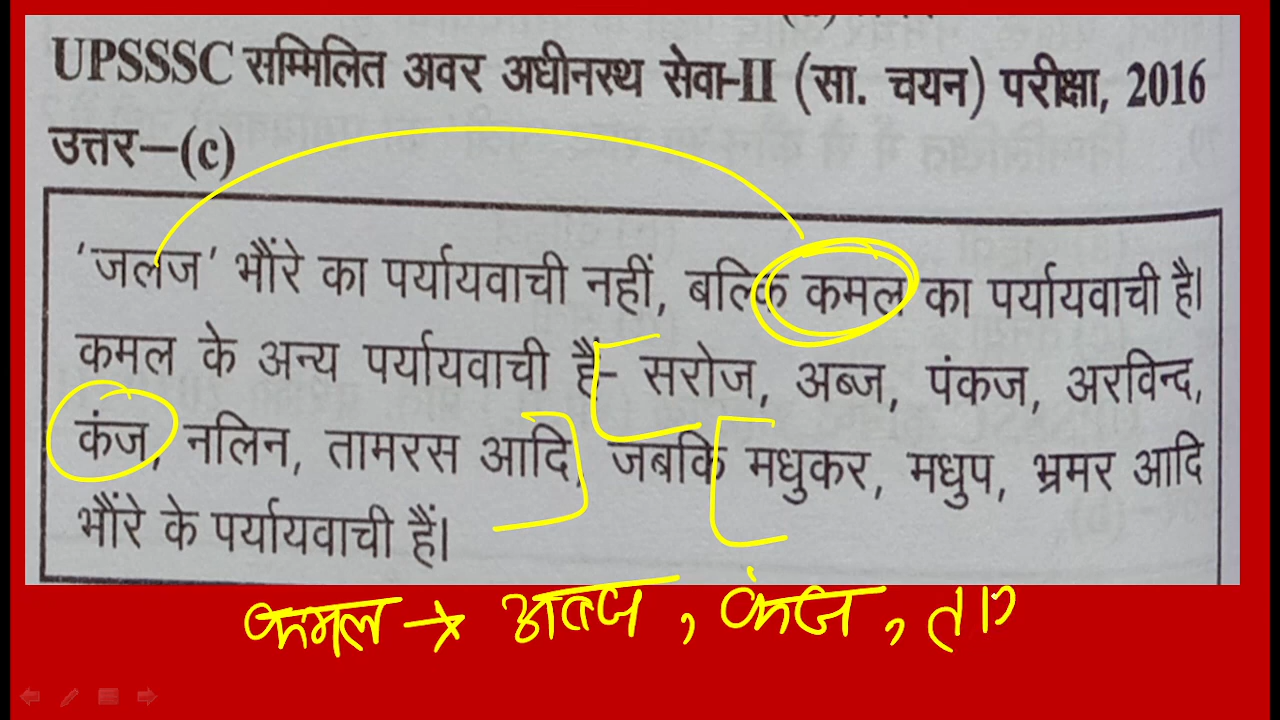 UPSSSC सम्मिलित अवर अधीनस्थ सेवा-II (सा. चयन) परीक्षा, 2016
उत्तर–(c)
'जलज' भौंरे का पर्यायवाची नहीं, बल्कि कमल का पर्यायवाची है।
कमल के अन्य पर्यायवाची हैं- सरोज, अब्ज, पंकज, अरविन्द,
कंज, नलिन, तामरस आदि, जबकि मधुकर, मधुप, भ्रमर आदि
भौंरे के पर्यायवाची हैं।
कमल → अब्ज, कंज, ता